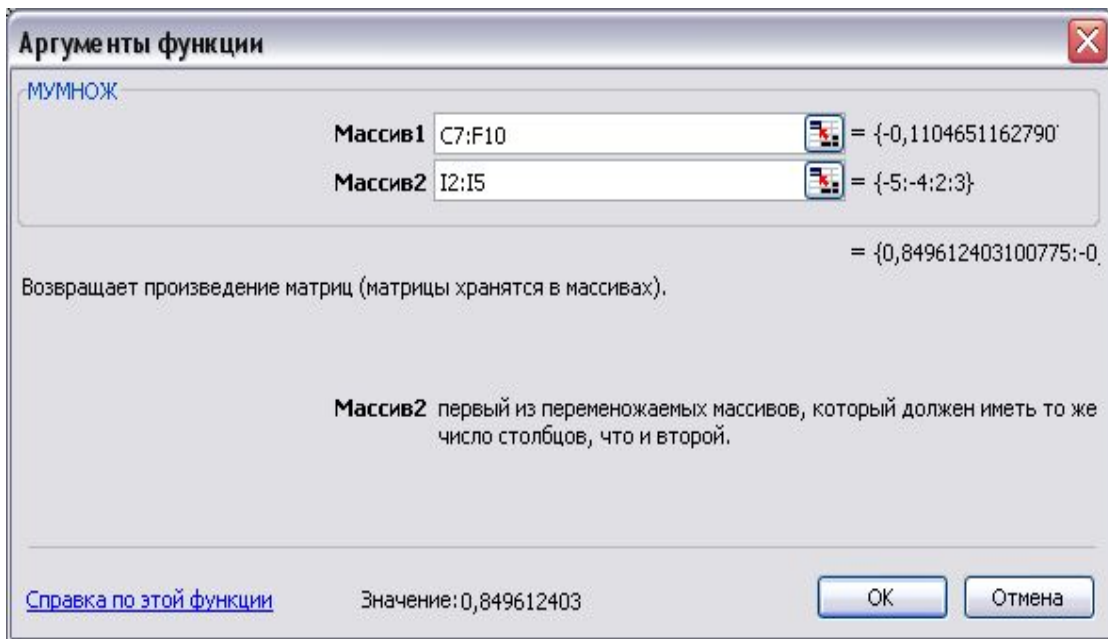 Аргументы функции
МУМНОЖ
Массив1 C7:F10 = {-0,1104651162790
Массив2 I2:I5 = {-5:-4:2:3}
= {0,849612403100775:-0
Возвращает произведение матриц (матрицы хранятся в массивах).
Массив2 первый из переменожаемых массивов, который должен иметь то же
число столбцов, что и второй.
Справка по этой функции Значение:0,849612403 OK Отмена